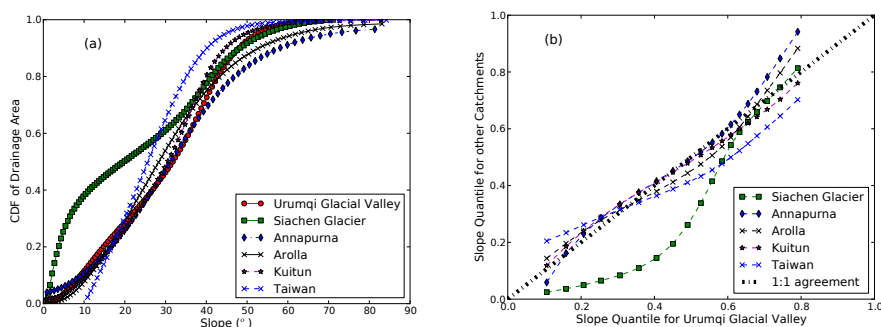 (a)
CDF of Drainage Area
1.0
0.8
0.6
0.4
0.2
0.0
0 10 20 30 40 50 60 70 80 90
Slope (°)
Urumqi Glacial Valley
Siachen Glacier
Annapurna
Arolla
Kuitun
Taiwan
(b)
Slope Quantile for other Catchments
1.0
0.8
0.6
0.4
0.2
0.0
0.0 0.2 0.4 0.6 0.8 1.0
Slope Quantile for Urumqi Glacial Valley
Siachen Glacier
Annapurna
Arolla
Kuitun
Taiwan
1:1 agreement